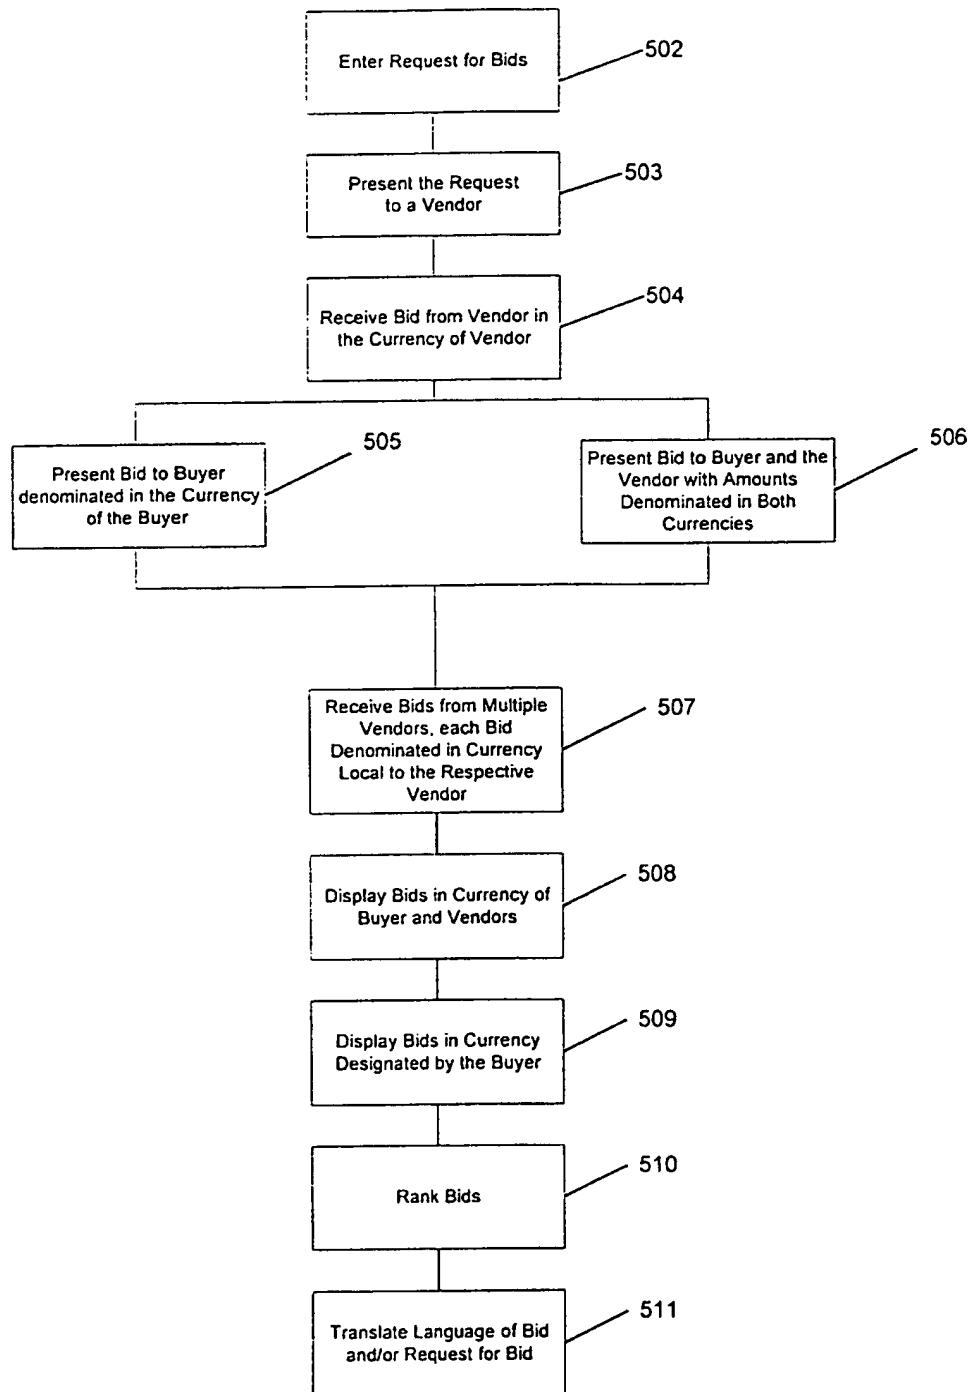 Enter Request for Bids
502
Present the Request
to a Vendor
503
Receive Bid from Vendor in
the Currency of Vendor
504
Present Bid to Buyer
denominated in the Currency
of the Buyer
505
Present Bid to Buyer and the
Vendor with Amounts
Denominated in Both
Currencies
506
Receive Bids from Multiple
Vendors, each Bid
Denominated in Currency
Local to the Respective
Vendor
507
Display Bids in Currency of
Buyer and Vendors
508
Display Bids in Currency
Designated by the Buyer
509
Rank Bids
510
Translate Language of Bid
and/or Request for Bid
511